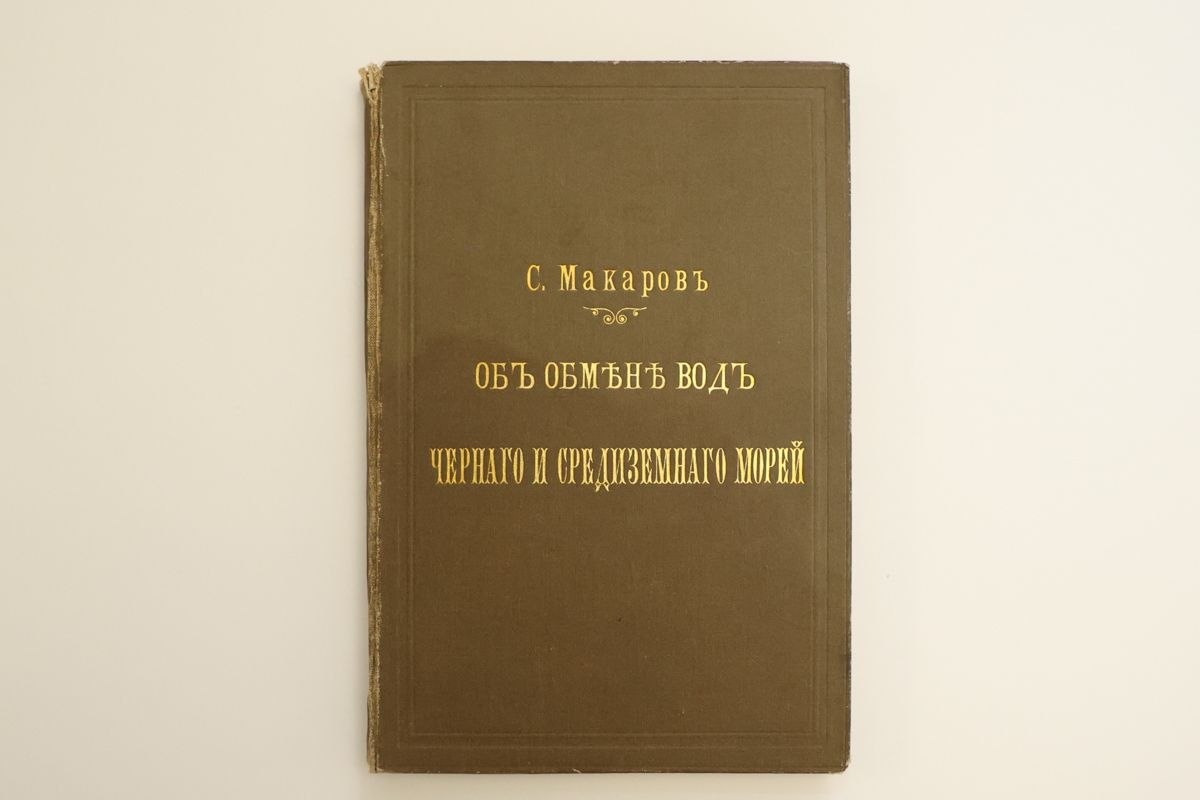 С. Макаровъ
ОБЪ ОБМѢНѢ ВОДЪ
ЧЕРНАГО И СРЕДИЗЕМНАГО МОРЕЙ